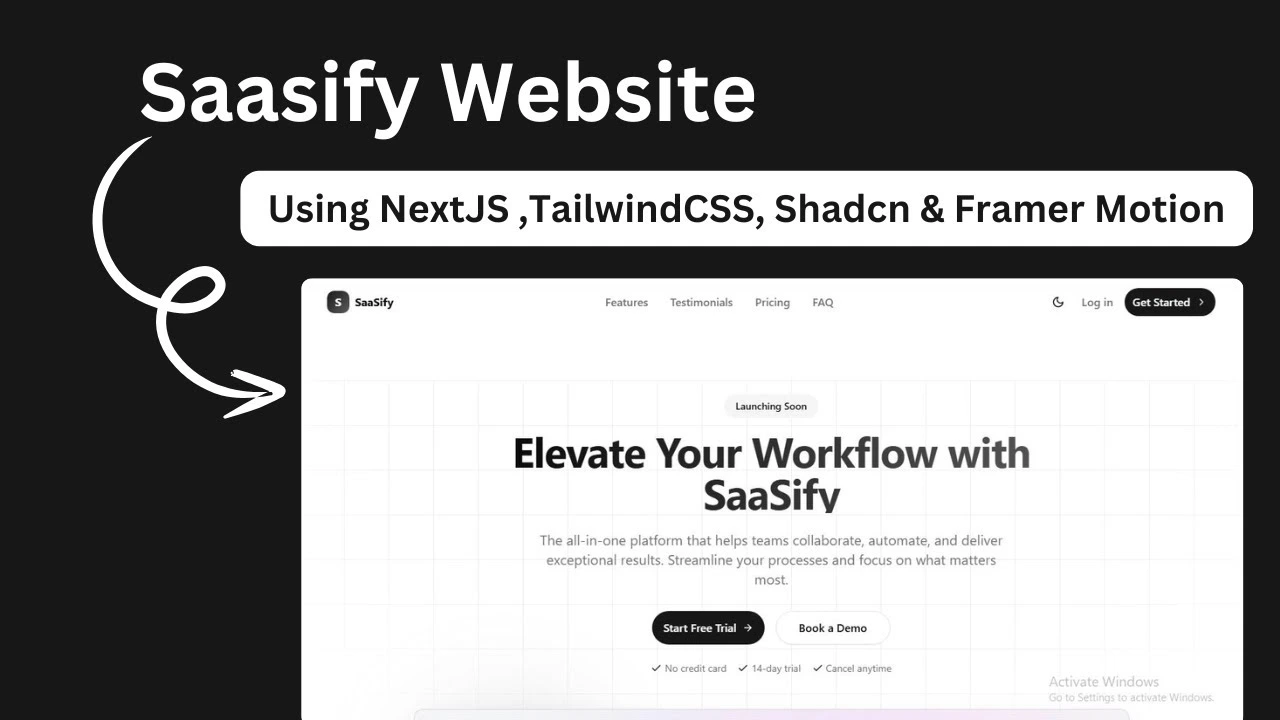 Saasify Website
Using NextJS ,TailwindCSS, Shadcn & Framer Motion
S SaaSify Features Testimonials Pricing FAQ Log in Get Started
Launching Soon
Elevate Your Workflow with
SaaSify
The all-in-one platform that helps teams collaborate, automate, and deliver
exceptional results. Streamline your processes and focus on what matters
most.
Start Free Trial Book a Demo
No credit card 14-day trial Cancel anytime
Activate Windows
Go to Settings to activate Windows.